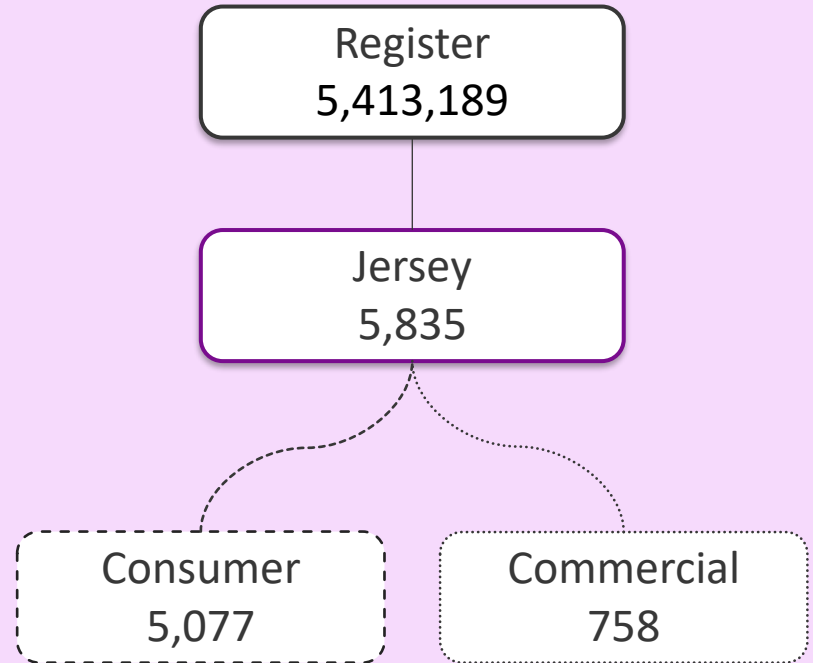 Register
5,413,189
Jersey
5,835
Consumer
5,077
Commercial
758